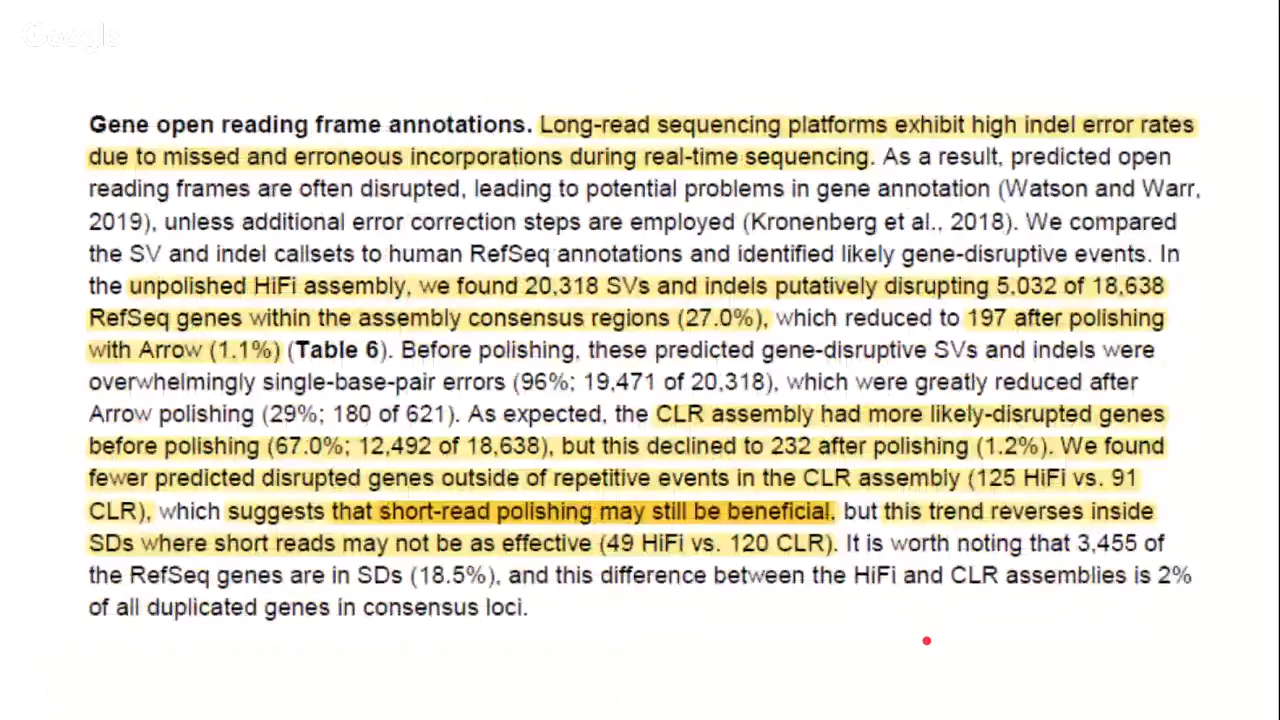 Google
Gene open reading frame annotations. Long-read sequencing platforms exhibit high indel error rates
due to missed and erroneous incorporations during real-time sequencing. As a result, predicted open
reading frames are often disrupted, leading to potential problems in gene annotation (Watson and Warr,
2019), unless additional error correction steps are employed (Kronenberg et al., 2018). We compared
the SV and indel callsets to human RefSeq annotations and identified likely gene-disruptive events. In
the unpolished HiFi assembly, we found 20,318 SVs and indels putatively disrupting 5,032 of 18,638
RefSeq genes within the assembly consensus regions (27.0%), which reduced to 197 after polishing
with Arrow (1.1%) (Table 6). Before polishing, these predicted gene-disruptive SVs and indels were
overwhelmingly single-base-pair errors (96%; 19,471 of 20,318), which were greatly reduced after
Arrow polishing (29%; 180 of 621). As expected, the CLR assembly had more likely-disrupted genes
before polishing (67.0%; 12,492 of 18,638), but this declined to 232 after polishing (1.2%). We found
fewer predicted disrupted genes outside of repetitive events in the CLR assembly (125 HiFi vs. 91
CLR), which suggests that short-read polishing may still be beneficial, but this trend reverses inside
SDs where short reads may not be as effective (49 HiFi vs. 120 CLR). It is worth noting that 3,455 of
the RefSeq genes are in SDs (18.5%), and this difference between the HiFi and CLR assemblies is 2%
of all duplicated genes in consensus loci.